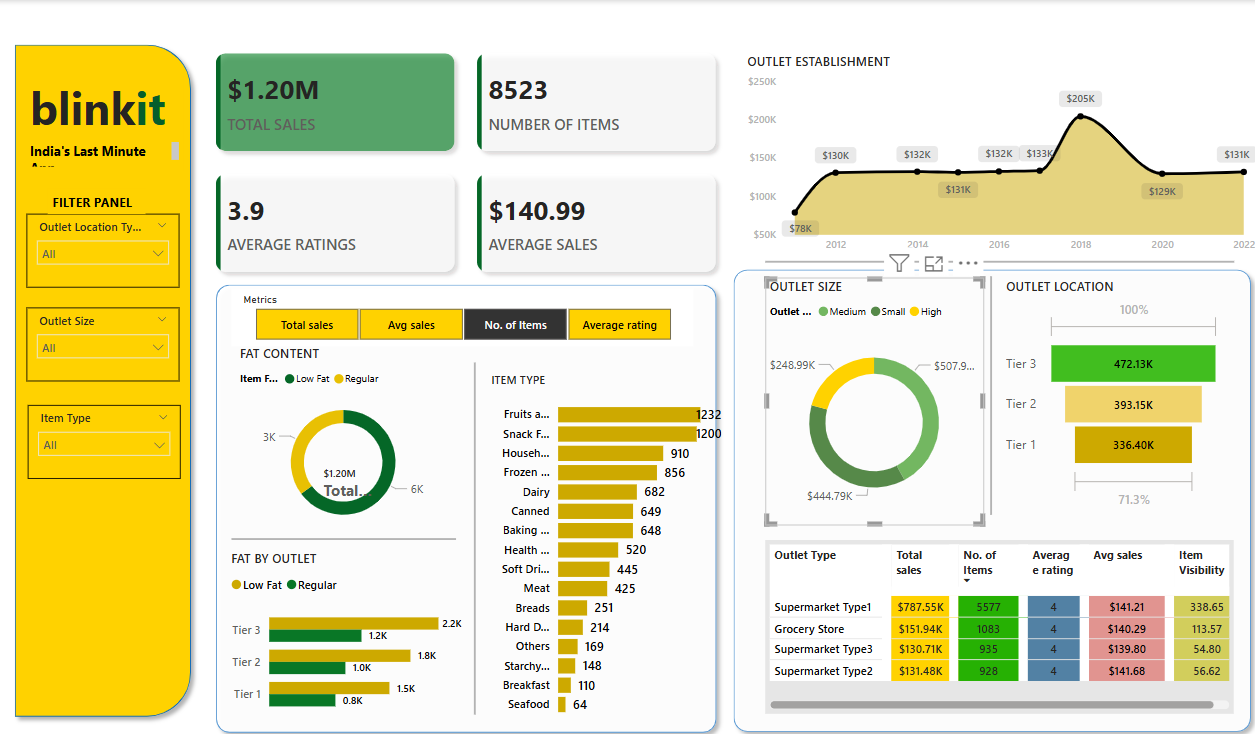 blinkit
India's Last Minute
FILTER PANEL
Outlet Location Ty...
All
Outlet Size
All
Item Type
All
$1.20M
TOTAL SALES
8523
NUMBER OF ITEMS
3.9
AVERAGE RATINGS
$140.99
AVERAGE SALES
OUTLET ESTABLISHMENT
$250K
$200K
$150K
$100K
$50K
$78K
$130K
$132K
$131K
$132K
$133K
$205K
$129K
$131K
2012
2014
2016
2018
2020
2022
Metrics
Total sales
Avg sales
No. of Items
Average rating
FAT CONTENT
Item F...
Low Fat
Regular
3K
$1.20M
Total...
6K
FAT BY OUTLET
Low Fat
Regular
Tier 3
2.2K
1.2K
Tier 2
1.8K
1.0K
Tier 1
1.5K
0.8K
ITEM TYPE
Fruits a... 1232
Snack F... 1200
Househ... 910
Frozen ... 856
Dairy 682
Canned 649
Baking ... 648
Health ... 520
Soft Dri... 445
Meat 425
Breads 251
Hard D... 214
Others 169
Starchy... 148
Breakfast 110
Seafood 64
OUTLET SIZE
Outlet ...
Medium
Small
High
$248.99K
$507.9...
$444.79K
OUTLET LOCATION
100%
Tier 3 472.13K
Tier 2 393.15K
Tier 1 336.40K
71.3%
Outlet Type Total sales No. of Items Averag e rating Avg sales Item Visibility
Supermarket Type1 $787.55K 5577 4 $141.21 338.65
Grocery Store $151.94K 1083 4 $140.29 113.57
Supermarket Type3 $130.71K 935 4 $139.80 54.80
Supermarket Type2 $131.48K 928 4 $141.68 56.62